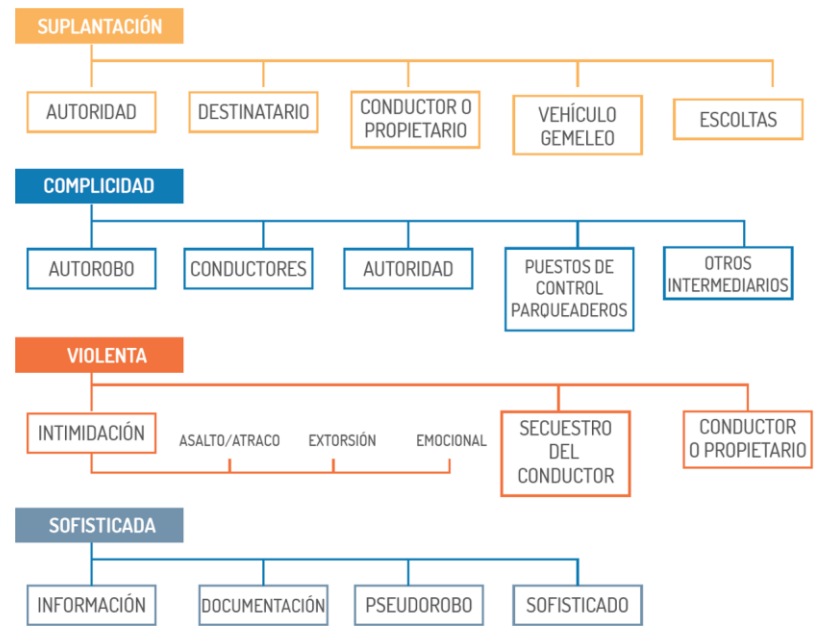 SUPLANTACIÓN
AUTORIDAD
DESTINATARIO
CONDUCTOR O
PROPIETARIO
VEHÍCULO
GEMELEO
ESCOLTAS
COMPLICIDAD
AUTOROBO
CONDUCTORES
AUTORIDAD
PUESTOS DE
CONTROL
PARQUEADEROS
OTROS
INTERMEDIARIOS
VIOLENTA
INTIMIDACIÓN
ASALTO/ATRACO
EXTORSIÓN
EMOCIONAL
SECUESTRO
DEL
CONDUCTOR
CONDUCTOR
O PROPIETARIO
SOFISTICADA
INFORMACIÓN
DOCUMENTACIÓN
PSEUDOROBO
SOFISTICADO